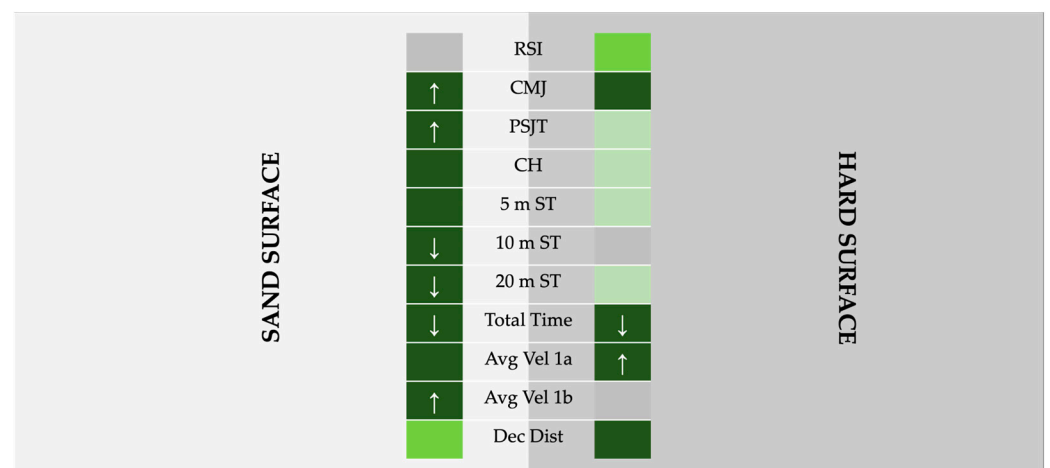 SAND SURFACE
RSI
↑ CMJ
↑ PSJT
CH
5 m ST
↓ 10 m ST
↓ 20 m ST
↓ Total Time ↓
Avg Vel 1a ↑
↑ Avg Vel 1b
Dec Dist
HARD SURFACE